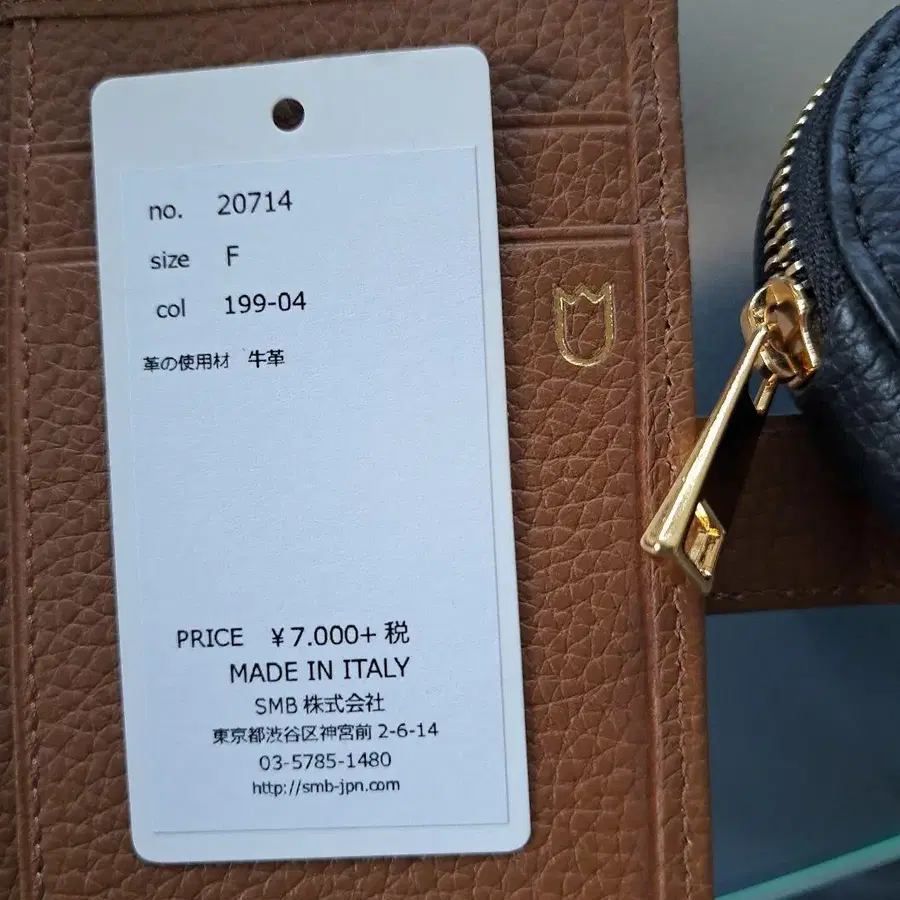 no. 20714
size F
col 199-04
革の使用材 牛革
PRICE ¥7.000+税
MADE IN ITALY
SMB 株式会社
東京都渋谷区神宮前 2-6-14
03-5785-1480
http://smb-jpn.com